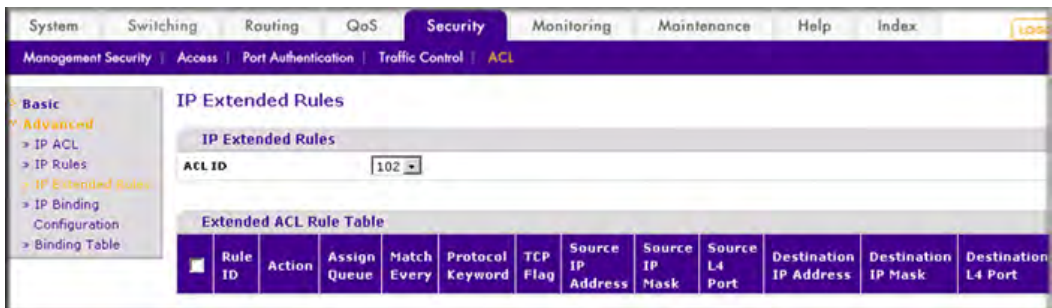 System Switching Routing QoS Security Monitoring Maintenance Help Index
Management Security | Access | Port Authentication | Traffic Control | ACL
Basic
Advanced
» IP ACL
» IP Rules
» IP Extended Rules
» IP Binding
Configuration
» Binding Table
IP Extended Rules
IP Extended Rules
ACL ID 102
Extended ACL Rule Table
Rule ID Action Assign Queue Match Every Protocol Keyword TCP Flag Source IP Address Source IP Mask Source L4 Port Destination IP Address Destination IP Mask Destination L4 Port